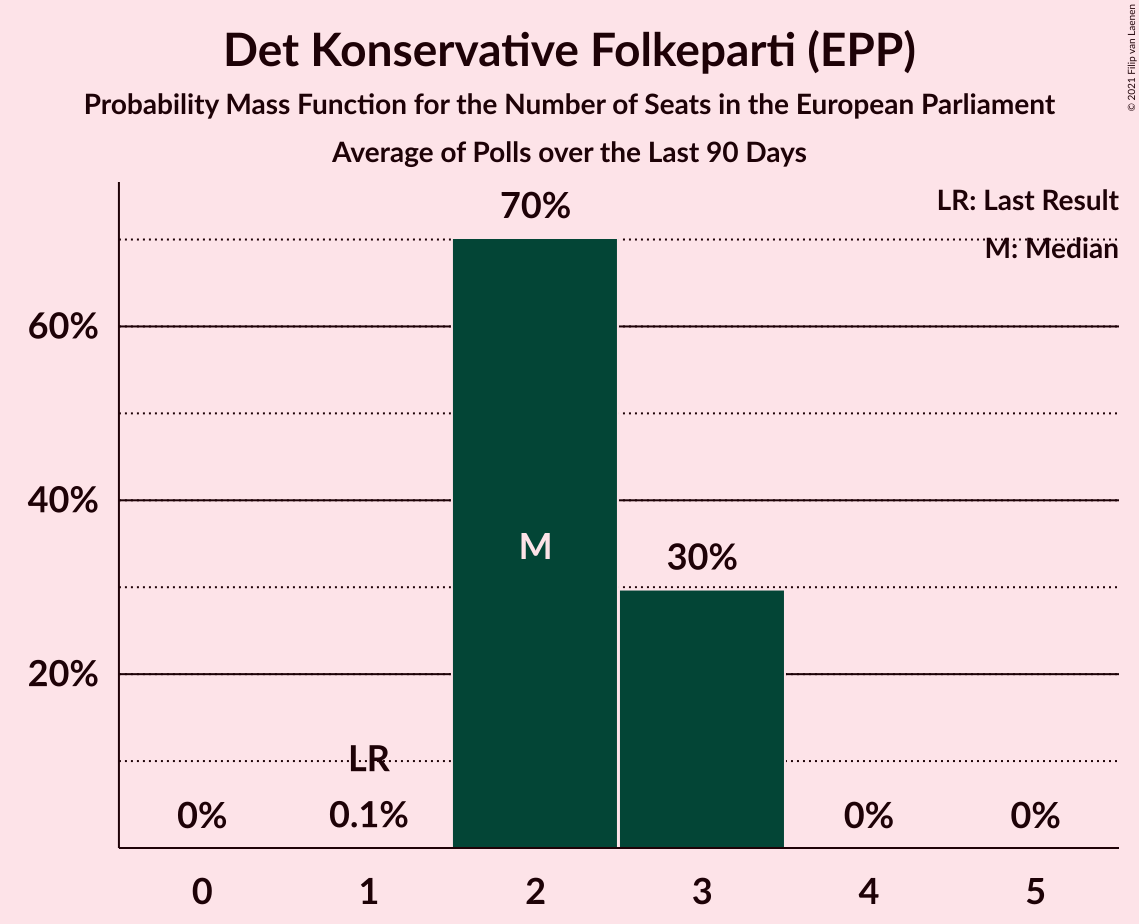 Det Konservative Folkeparti (EPP)
Probability Mass Function for the Number of Seats in the European Parliament
Average of Polls over the Last 90 Days
© 2021 Filip van Laenen
LR: Last Result
M: Median
70%
60%
40%
M
30%
20%
LR
0%
0.1%
0%
0%
0 1 2 3 4 5